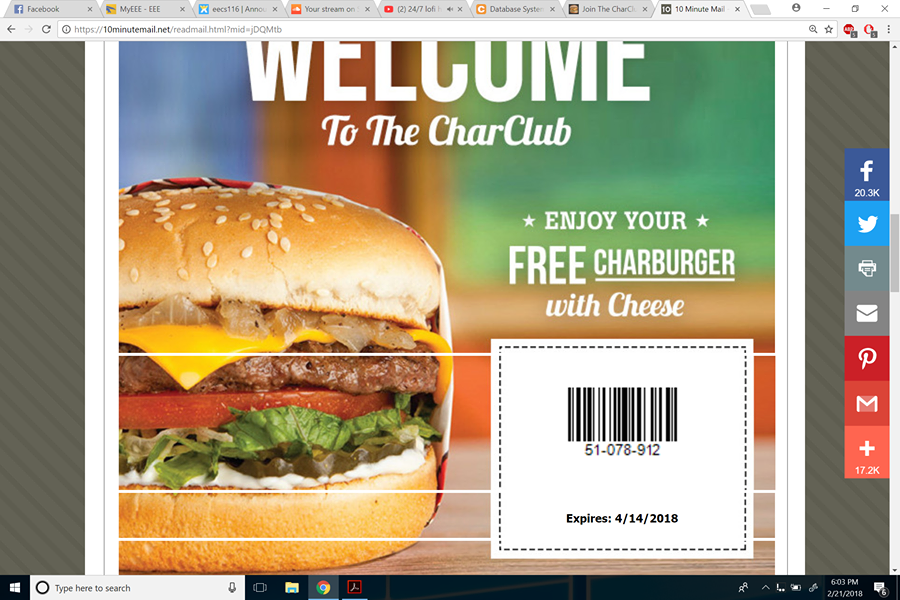 Facebook
MyEEE - EEE
eecs116 | Annou
Your stream on S
(2) 24/7 lofi
Database System
Join The CharCl
10 Minute Mail
https://10minutemail.net/readmail.html?mid=jDQMtb
WELCOME
To The CharClub
ENJOY YOUR
FREE CHARBURGER
with Cheese
51-078-912
Expires: 4/14/2018
20.3K
17.2K
Type here to search
6:03 PM
2/21/2018